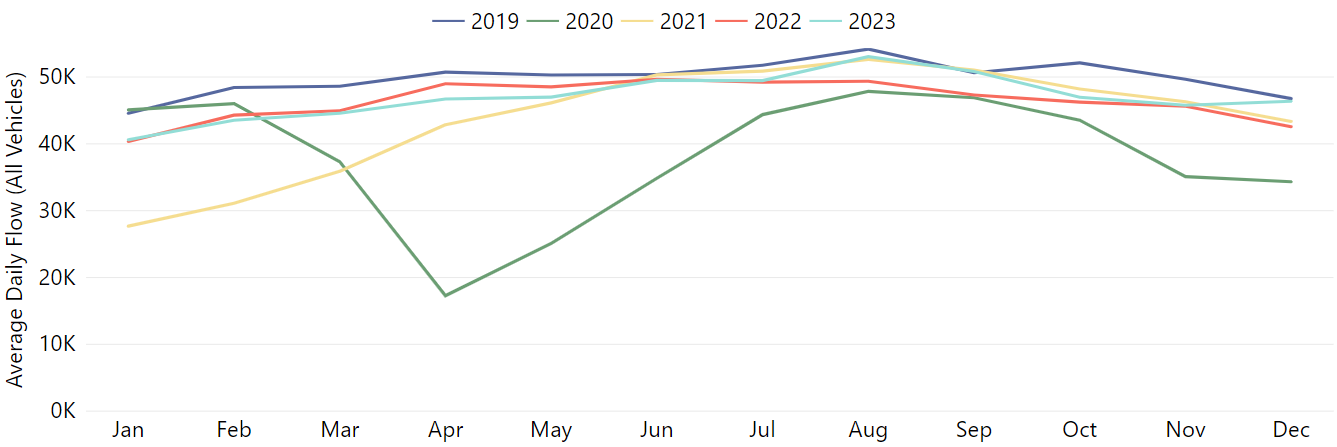 2019 2020 2021 2022 2023
Average Daily Flow (All Vehicles)
50K
40K
30K
20K
10K
0K
Jan Feb Mar Apr May Jun Jul Aug Sep Oct Nov Dec